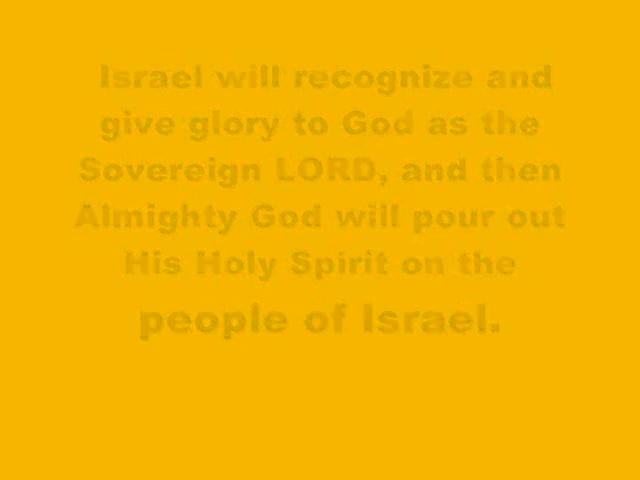 Israel will recognize and
give glory to God as the
Sovereign LORD, and then
Almighty God will pour out
His Holy Spirit on the
people of Israel.